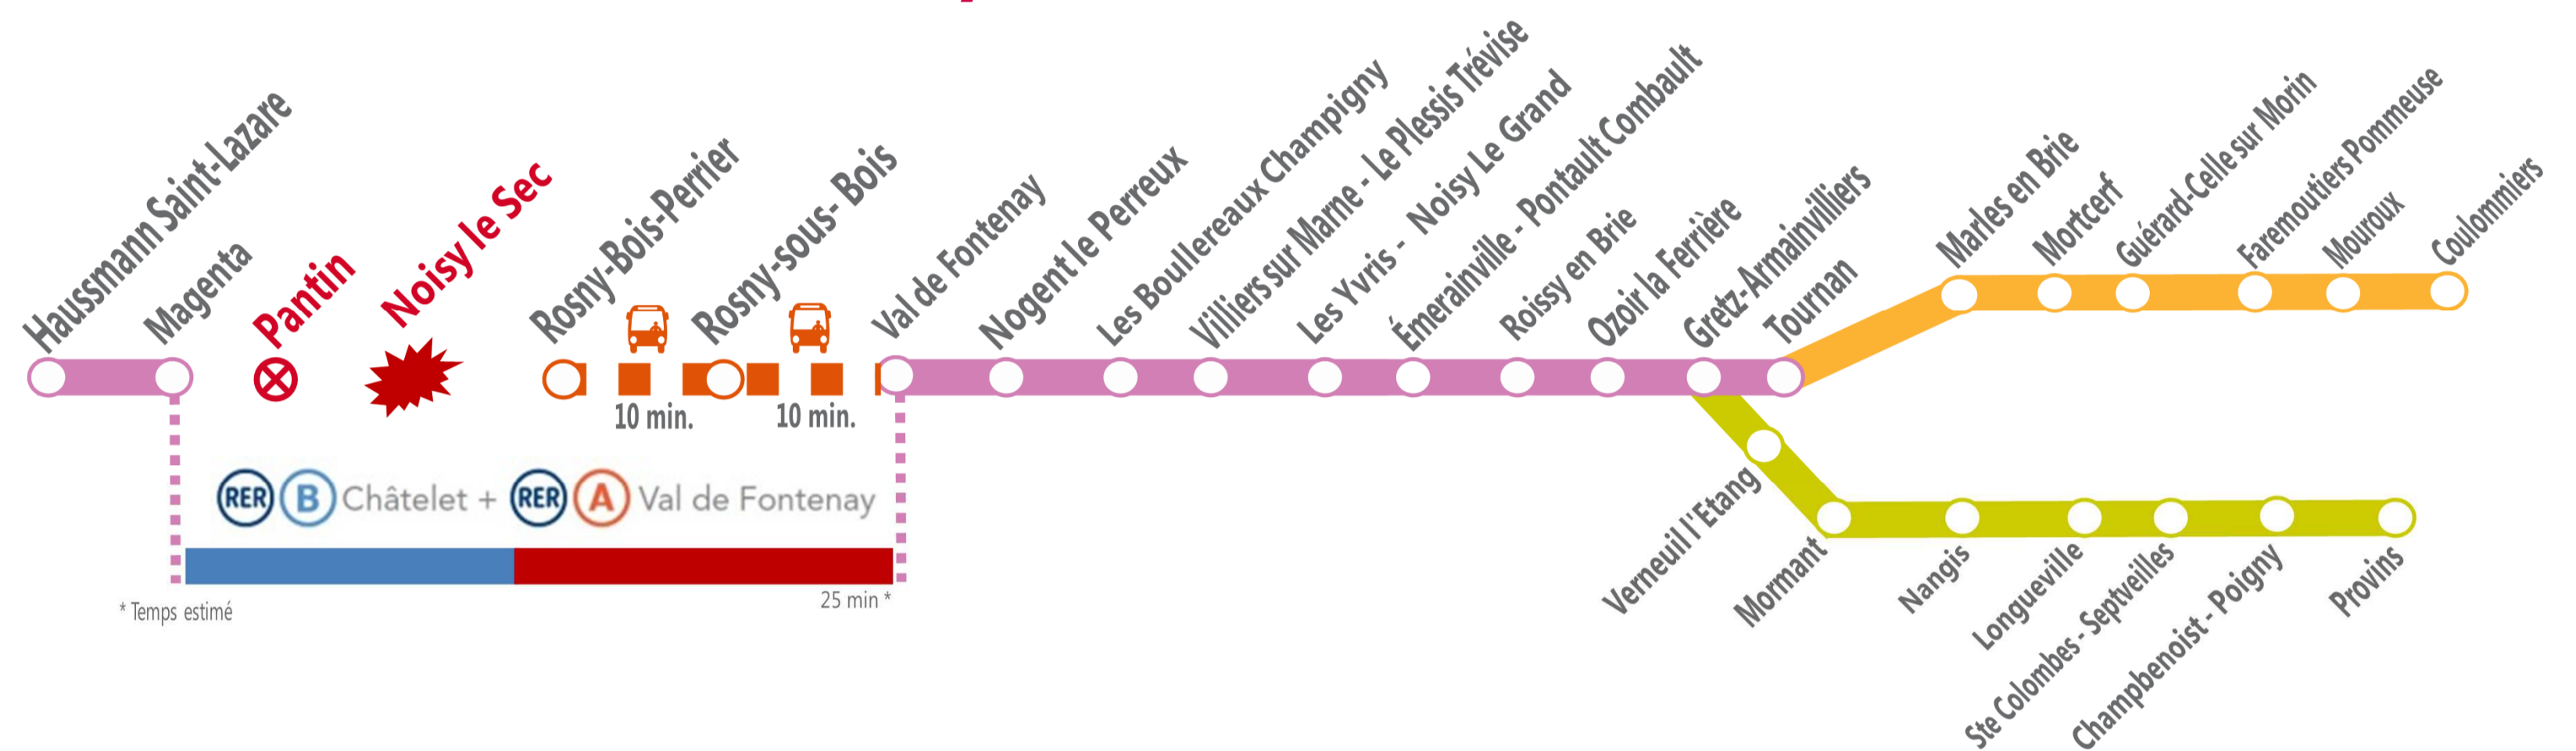 Haussmann Saint-Lazare
Magenta
Pantin
Noisy le Sec
Rosny-Bois-Perrier
Rosny-sous- Bois
Val de Fontenay
Nogent le Perreux
Les Boullereaux Champigny
Villiers sur Marne - Le Plessis Trévise
Les Yvris - Noisy Le Grand
Émerainville - Pontault Combault
Roissy en Brie
Ozoir la Ferrière
Gretz-Armainvilliers
Tournan
Marles en Brie
Mortcerf
Guérard-Celle sur Morin
Faremoutiers Pommeuse
Mouroux
Coulommiers
10 min.
10 min.
RER B Châtelet + RER A Val de Fontenay
25 min *
* Temps estimé
Verneuil l'Etang
Mormant
Nangis
Longueville
Ste Colombes - Septveilles
Champbenoist - Poigny
Provins